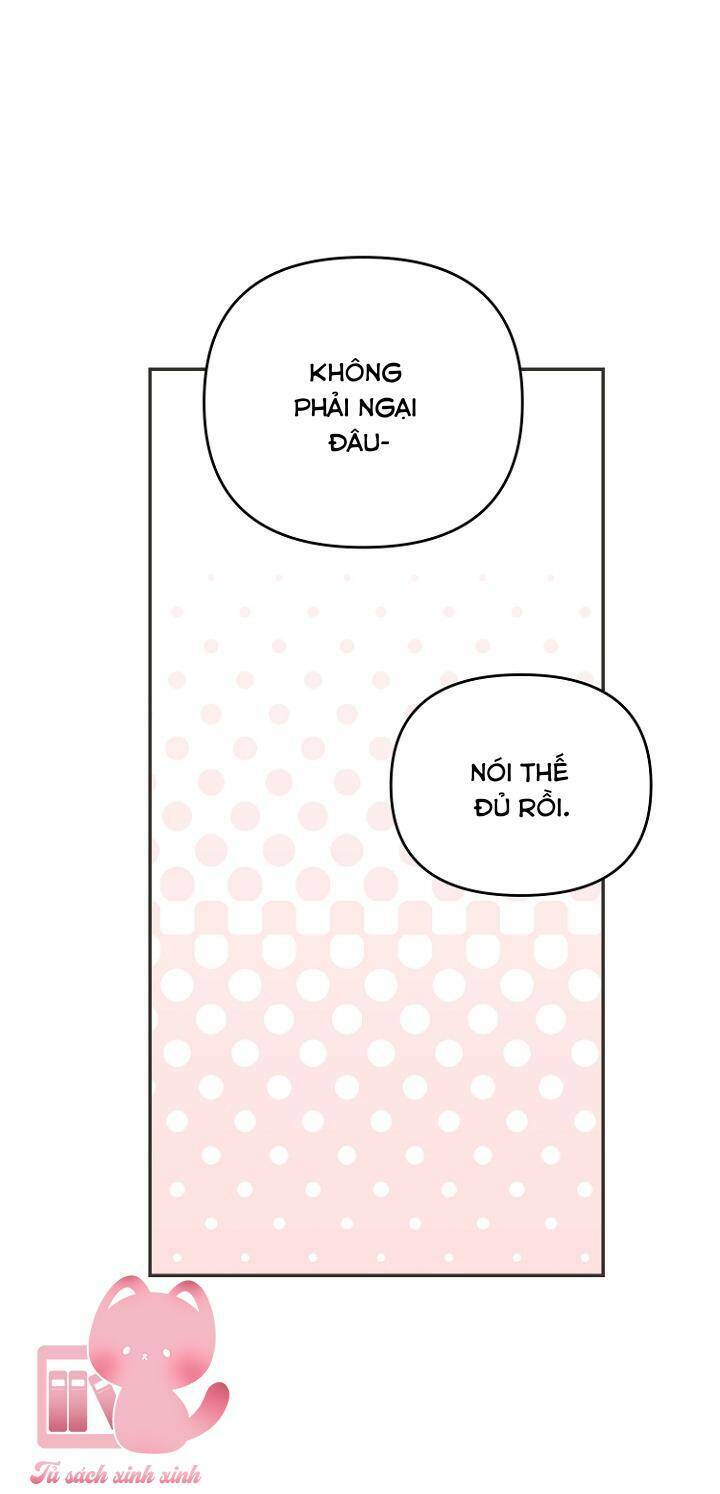 KHÔNG
PHẢI NGẠI
ĐÂU-
NÓI THẾ
ĐỦ RỒI.
Tủ sách xinh xinh